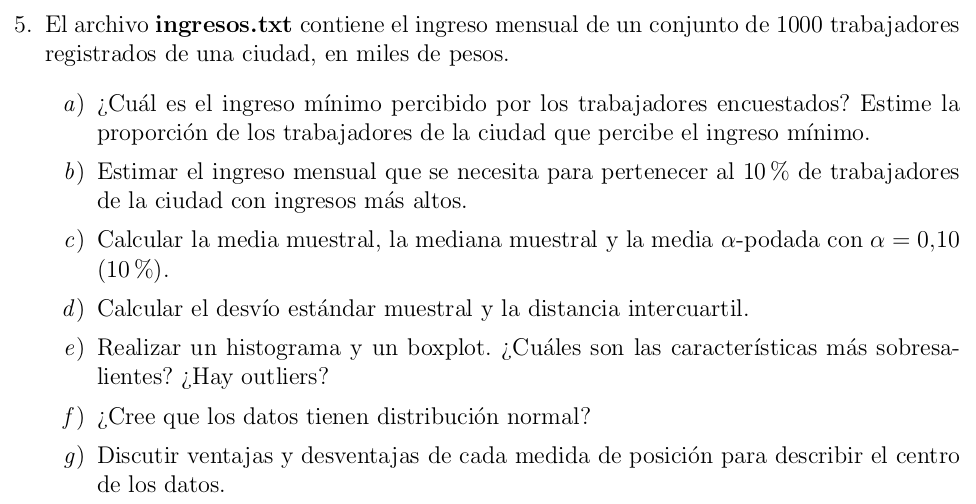 5. El archivo ingresos.txt contiene el ingreso mensual de un conjunto de 1000 trabajadores
registrados de una ciudad, en miles de pesos.
a) ¿Cuál es el ingreso mínimo percibido por los trabajadores encuestados? Estime la
proporción de los trabajadores de la ciudad que percibe el ingreso mínimo.
b) Estimar el ingreso mensual que se necesita para pertenecer al 10 % de trabajadores
de la ciudad con ingresos más altos.
c) Calcular la media muestral, la mediana muestral y la media α-podada con α = 0,10
(10 %).
d) Calcular el desvío estándar muestral y la distancia intercuartil.
e) Realizar un histograma y un boxplot. ¿Cuáles son las características más sobresa-
lientes? ¿Hay outliers?
f) ¿Cree que los datos tienen distribución normal?
g) Discutir ventajas y desventajas de cada medida de posición para describir el centro
de los datos.